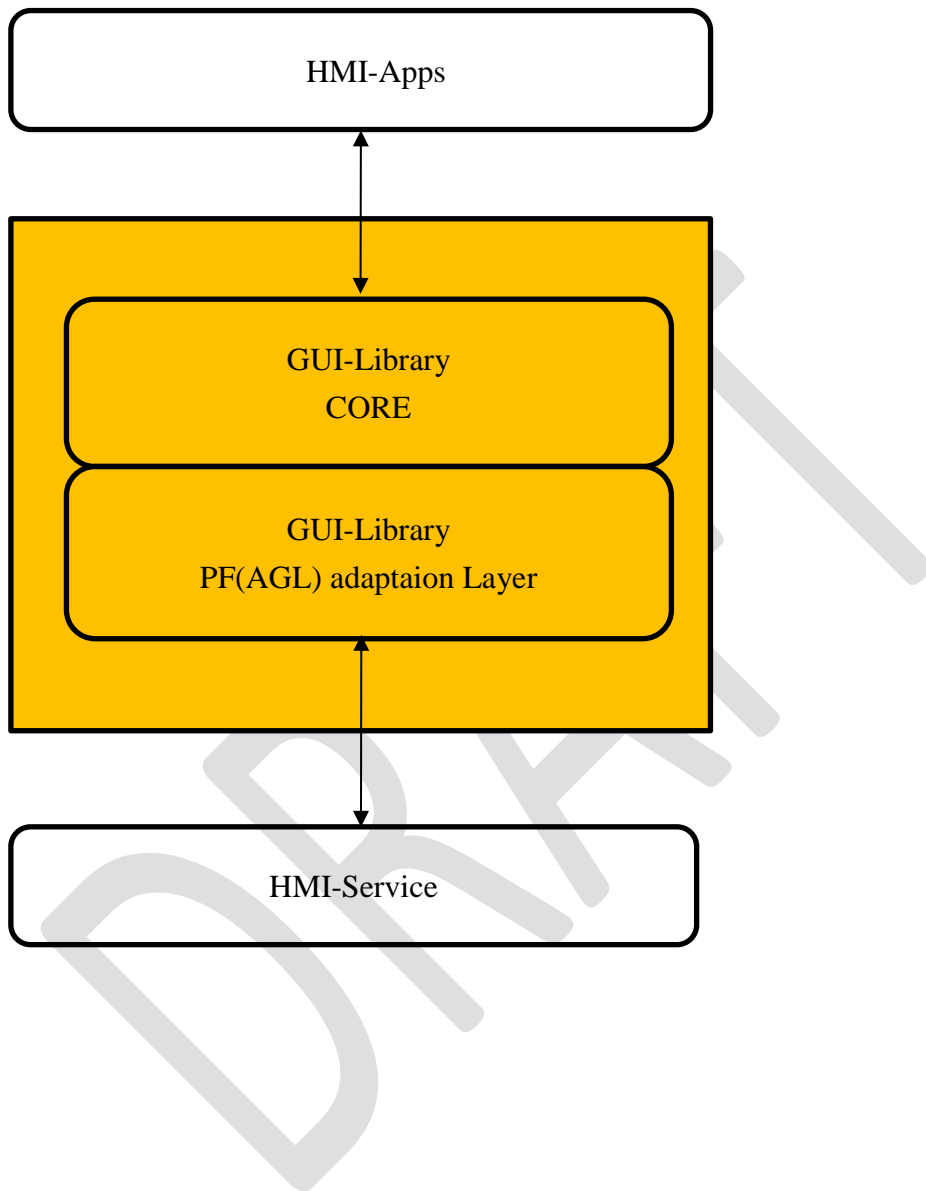 HMI-Apps
GUI-Library
CORE
GUI-Library
PF(AGL) adaptaion Layer
HMI-Service
DRAFT